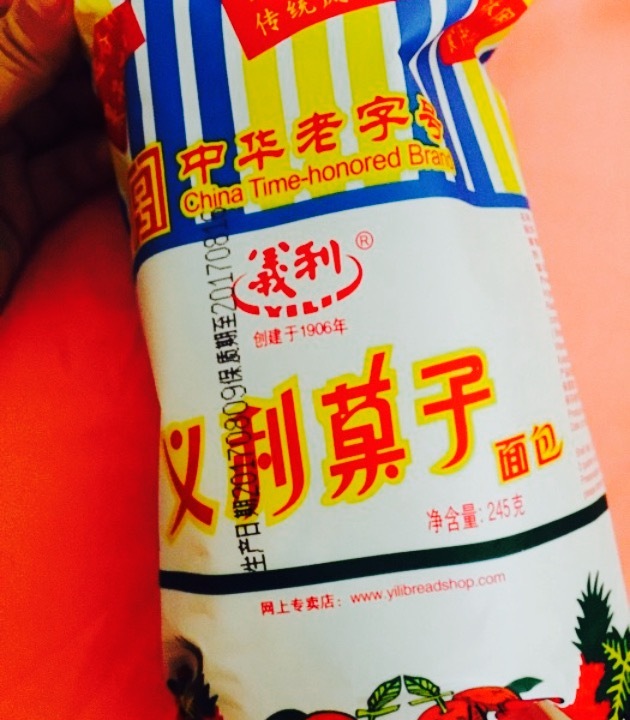 传统
中华老字号
China Time-honored Brand
義利®
YILI
创建于1906年
义利菓子
面包
净含量: 245克
生产日期20170809保质期至201708
网上专卖店：www.yilibreadshop.com